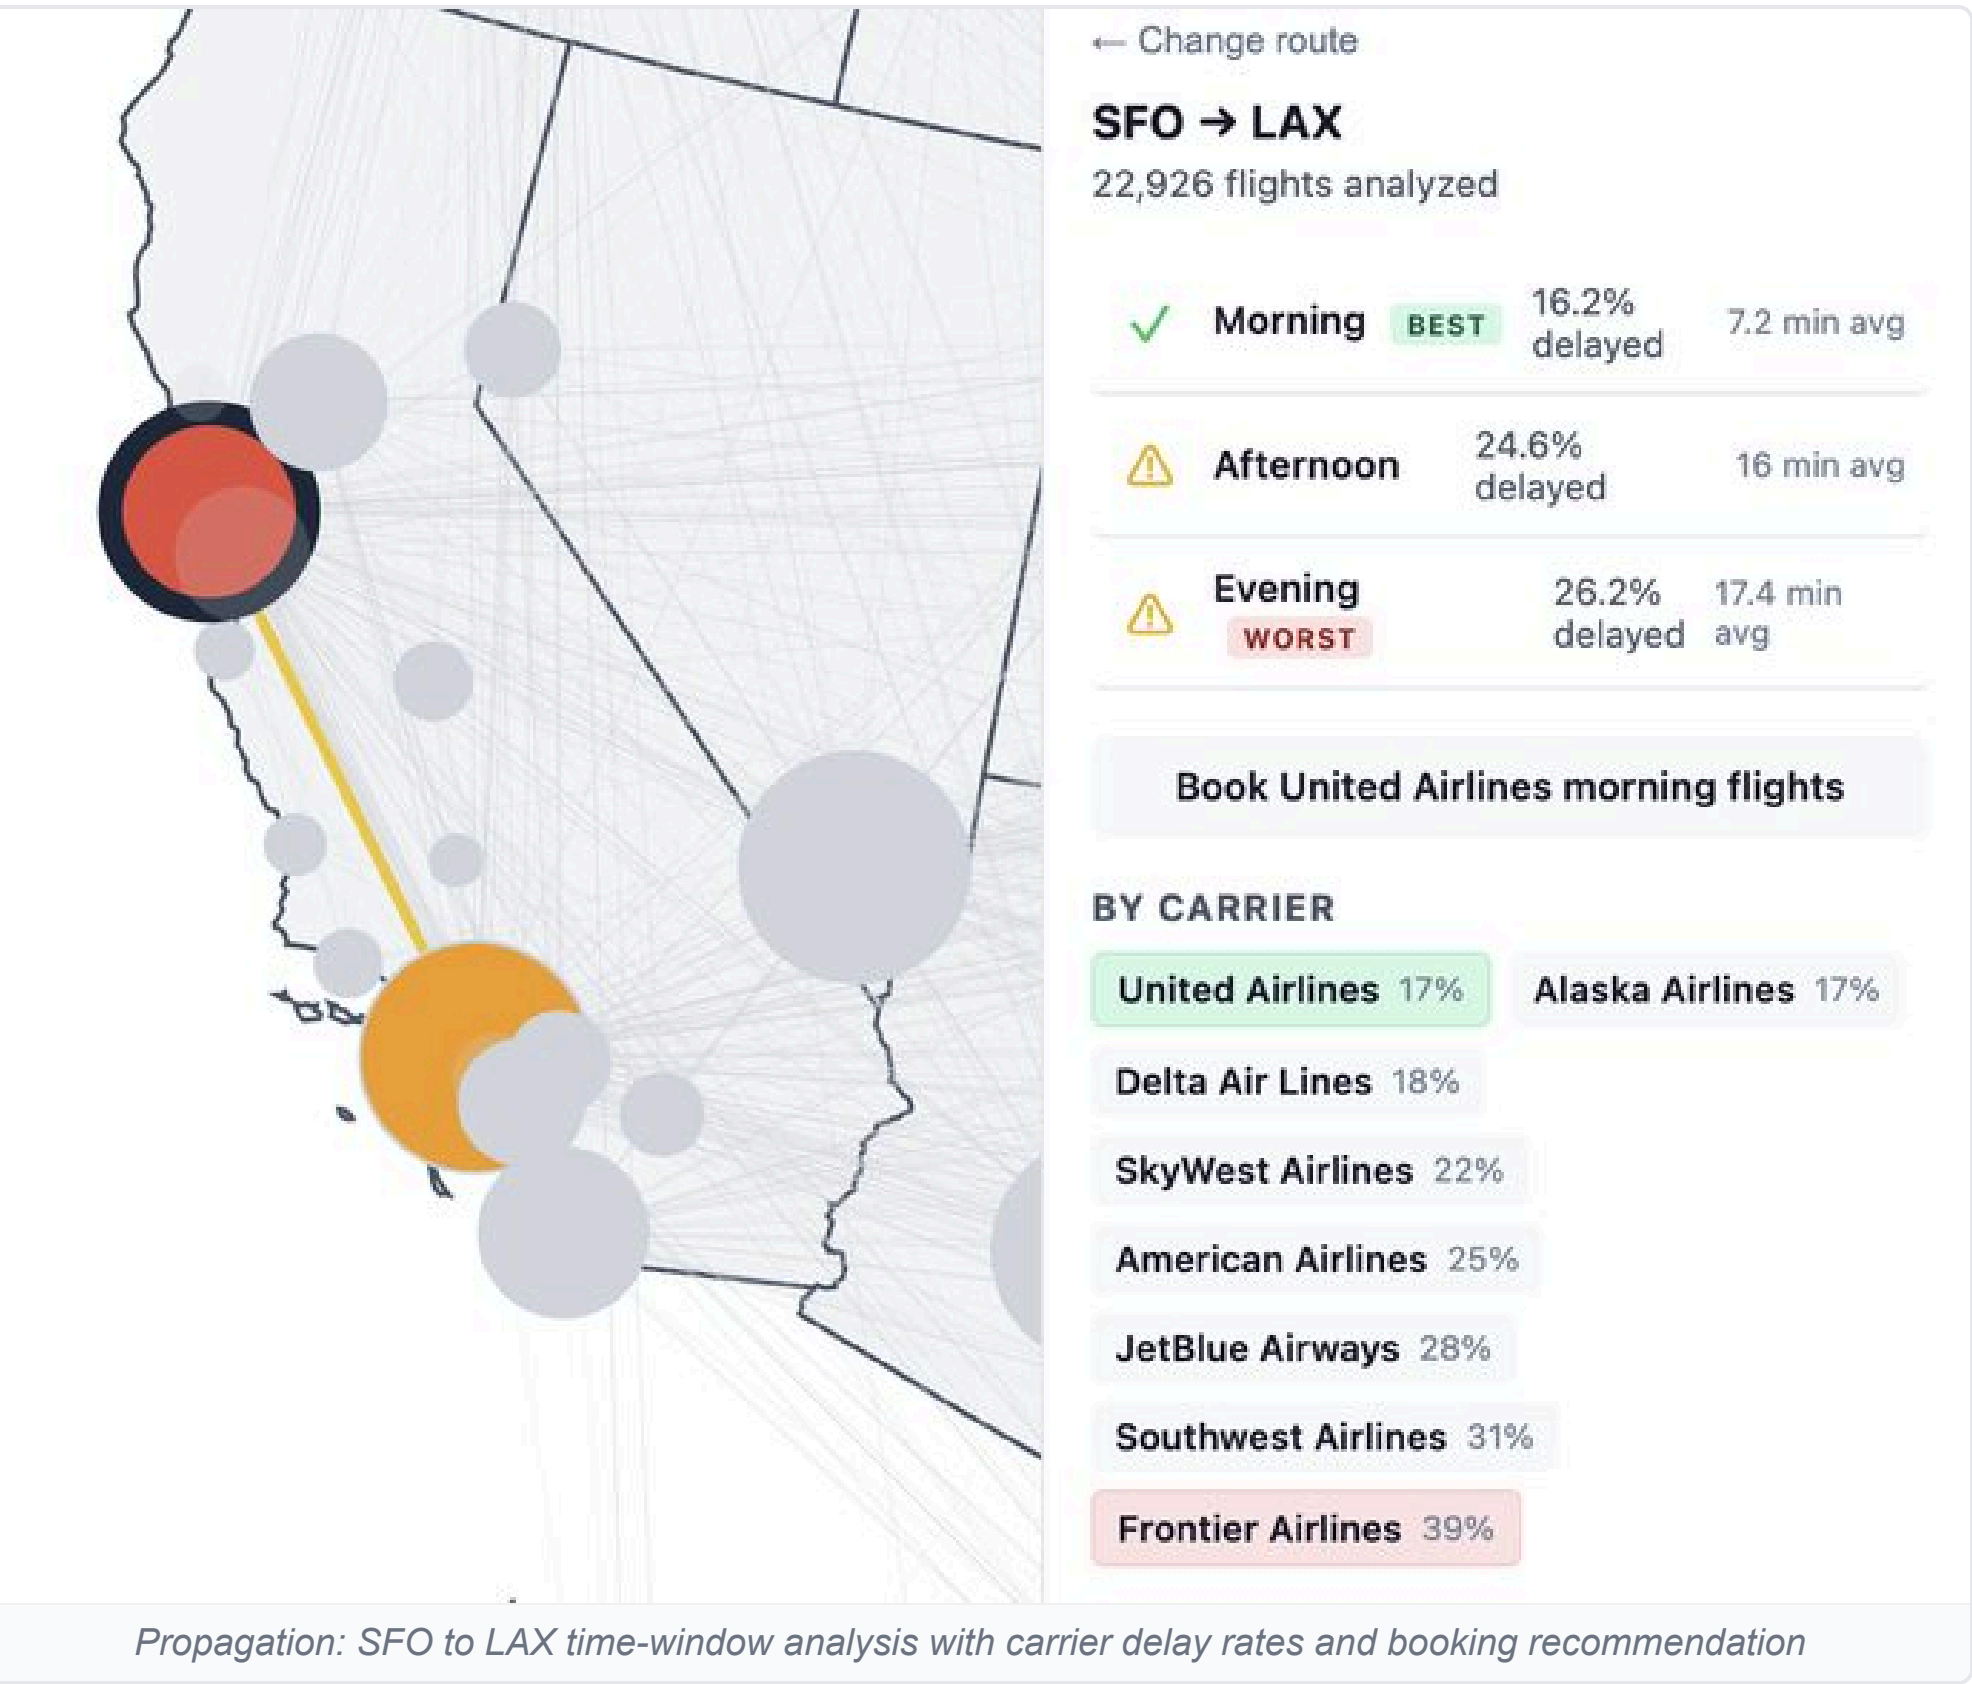 ← Change route
SFO → LAX
22,926 flights analyzed
Morning BEST 16.2% delayed 7.2 min avg
Afternoon 24.6% delayed 16 min avg
Evening WORST 26.2% delayed 17.4 min avg
Book United Airlines morning flights
BY CARRIER
United Airlines 17% Alaska Airlines 17%
Delta Air Lines 18%
SkyWest Airlines 22%
American Airlines 25%
JetBlue Airways 28%
Southwest Airlines 31%
Frontier Airlines 39%
Propagation: SFO to LAX time-window analysis with carrier delay rates and booking recommendation